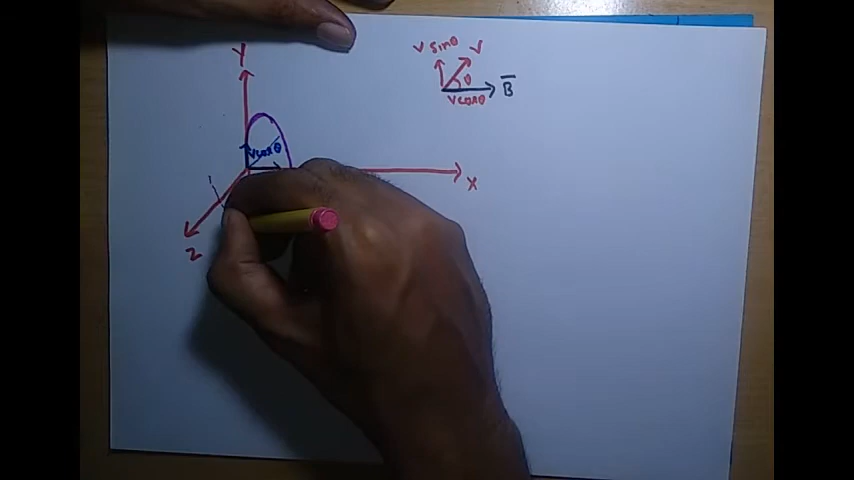 Y
V sinθ V
θ
B̅
V cosθ
V cosθ
X
Z